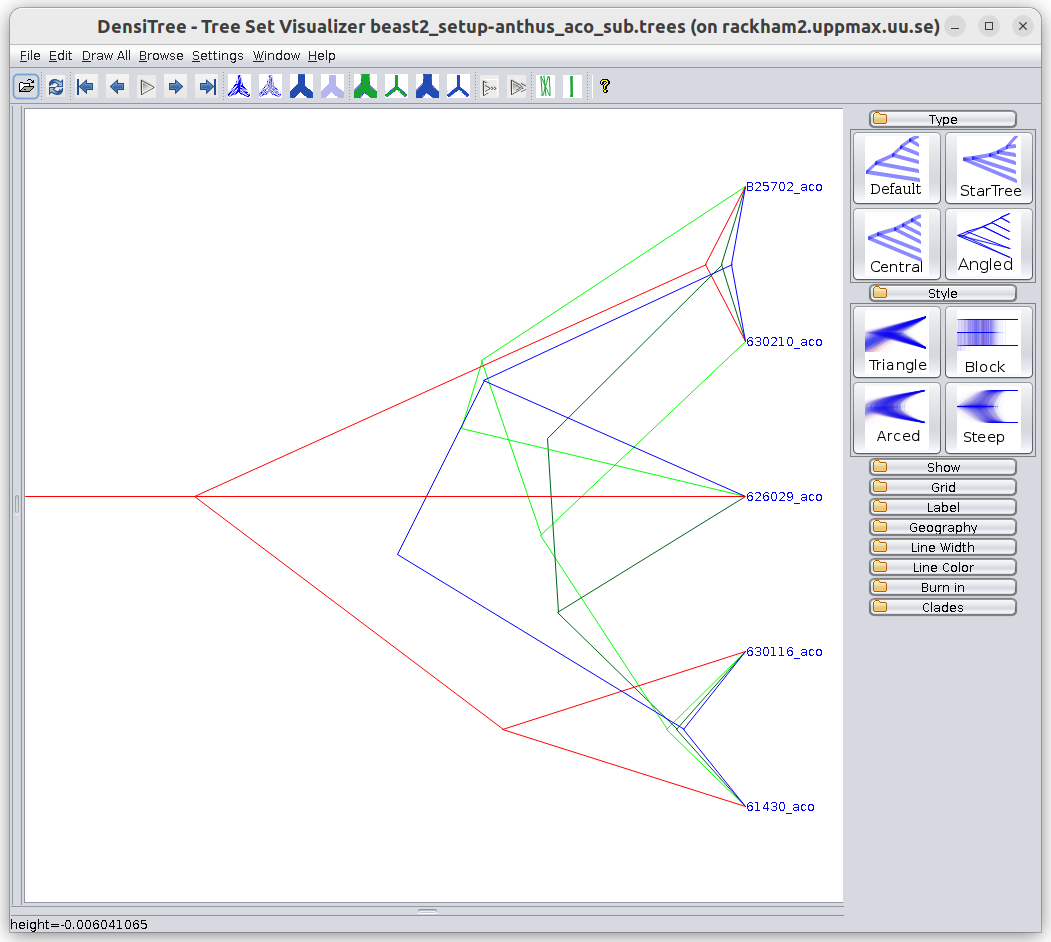 DensiTree - Tree Set Visualizer beast2_setup-anthus_aco_sub.trees (on rackham2.uppmax.uu.se)
File Edit Draw All Browse Settings Window Help
Type
B25702_aco
Default StarTree
Central Angled
Style
630210_aco
Triangle Block
Arced Steep
Show
Grid
626029_aco
Label
Geography
Line Width
Line Color
Burn in
Clades
630116_aco
61430_aco
height=-0.006041065